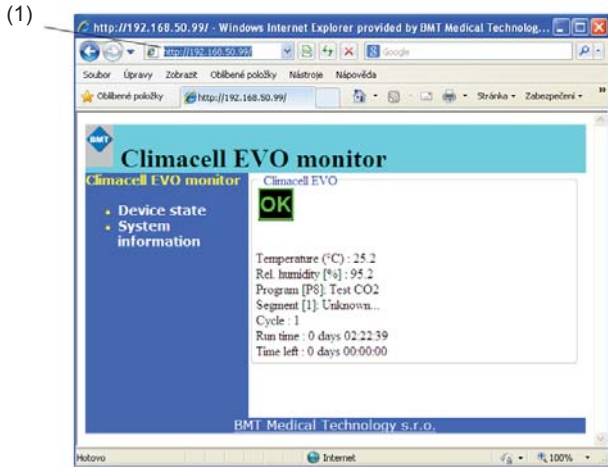 (1)
http://192.168.50.99/ - Windows Internet Explorer provided by BMT Medical Technolog...
http://192.168.50.99/ Google
Soubor Úpravy Zobrazit Oblíbené položky Nástroje Nápověda
Oblíbené položky http://192.168.50.99/ Stránka Zabezpečení
BMT
Climacell EVO monitor
Climacell EVO monitor
Device state
System
information
Climacell EVO
OK
Temperature (°C) : 25.2
Rel. humidity [%] : 95.2
Program [P8]: Test CO2
Segment [1]: Unknown...
Cycle : 1
Run time : 0 days 02:22:39
Time left : 0 days 00:00:00
BMT Medical Technology s.r.o.
Hotovo Internet 100%